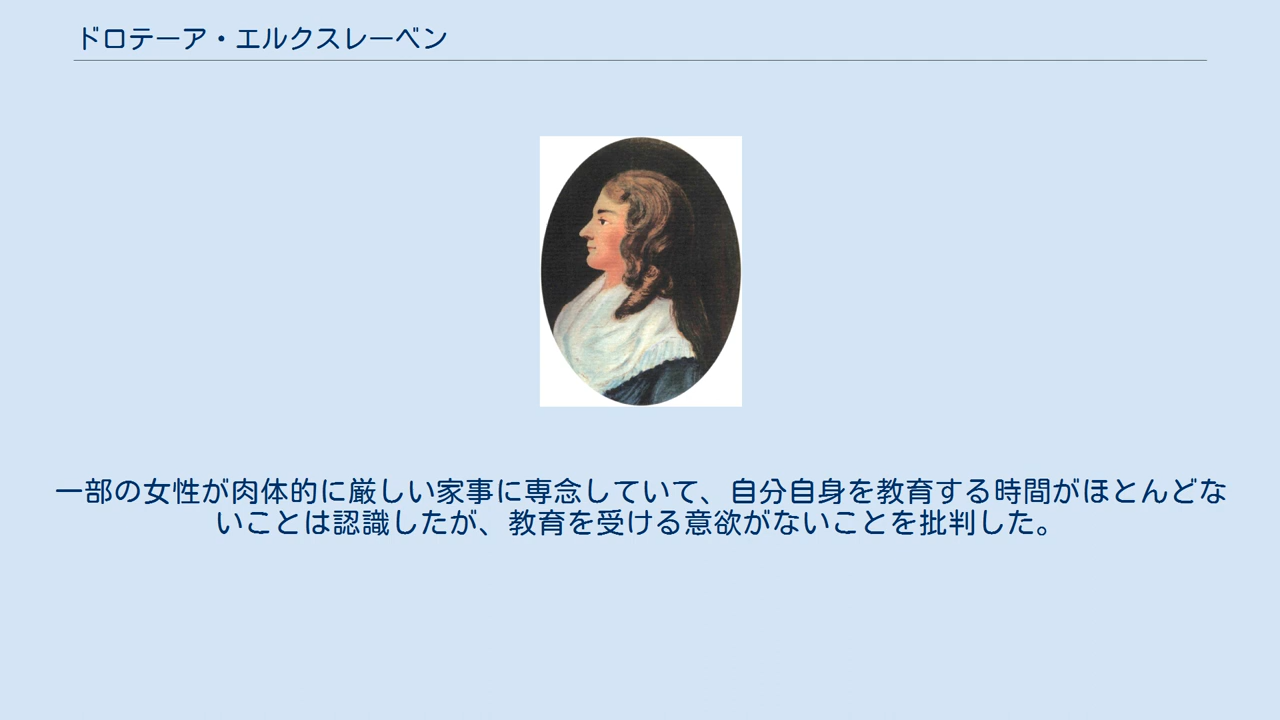 ドロテーア・エルクスレーベン
一部の女性が肉体的に厳しい家事に専念していて、自分自身を教育する時間がほとんどな
いことは認識したが、教育を受ける意欲がないことを批判した。